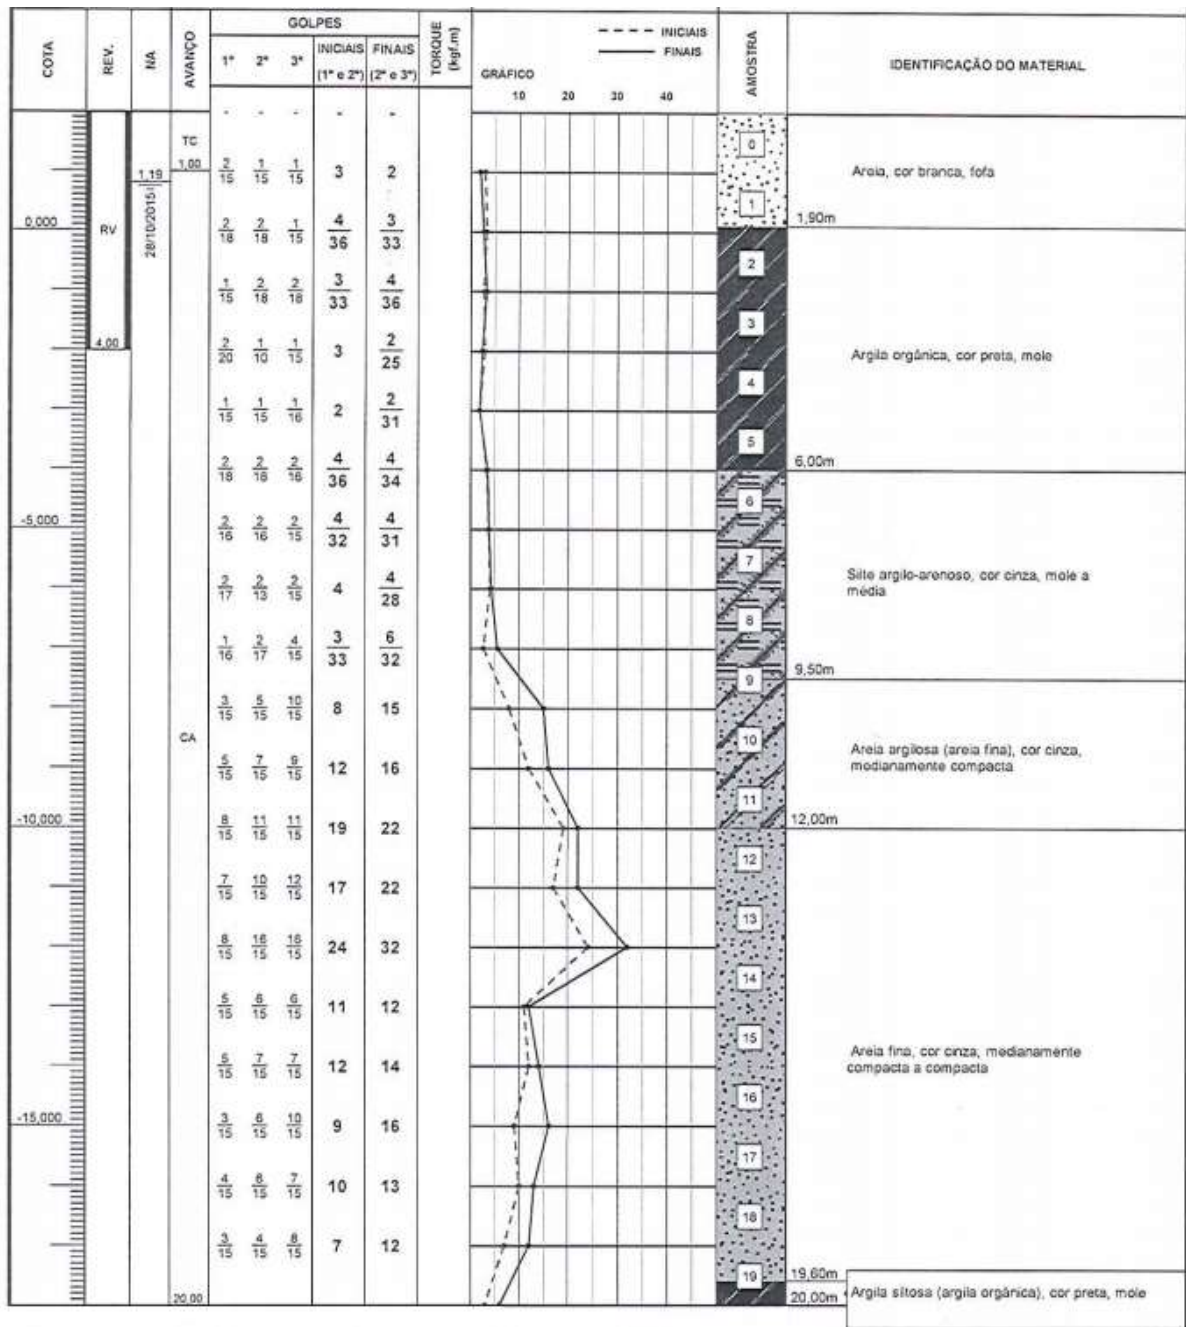 COTA REV. NA AVANÇO GOLPES TORQUE (kgf.m) GRÁFICO INICIAIS FINAIS AMOSTRA IDENTIFICAÇÃO DO MATERIAL
1ª 2ª 3ª INICIAIS (1ª e 2ª) FINAIS (2ª e 3ª)
10 20 30 40
- - - - -
TC 0
1,00 1,19 2/15 1/15 1/15 3 2 Areia, cor branca, fofa
1
1,90m
0,000 RV 28/10/2015 2/18 2/18 1/15 4/36 3/33
2
1/15 2/18 2/18 3/33 4/36
3
4,00 2/20 1/10 1/15 3 2/25 Argila orgânica, cor preta, mole
4
1/15 1/15 1/16 2 2/31
5
6,00m
2/18 2/18 2/16 4/36 4/34
6
-5,000 2/16 2/16 2/15 4/32 4/31
7
Silte argilo-arenoso, cor cinza, mole a
média
2/17 2/13 2/15 4 4/28
8
1/16 2/17 4/15 3/33 6/32
9
9,50m
3/15 5/15 10/15 8 15
CA 10
Areia argilosa (areia fina), cor cinza,
medianamente compacta
5/15 7/15 9/15 12 16
11
-10,000 8/15 11/15 11/15 19 22 12,00m
12
7/15 10/15 12/15 17 22
13
8/15 16/15 16/15 24 32
14
5/15 6/15 6/15 11 12
15
Areia fina, cor cinza, medianamente
compacta a compacta
5/15 7/15 7/15 12 14
16
-15,000 3/15 6/15 10/15 9 16
17
4/15 6/15 7/15 10 13
18
3/15 4/15 8/15 7 12
19
19,60m
20,00 20,00m Argila siltosa (argila orgânica), cor preta, mole